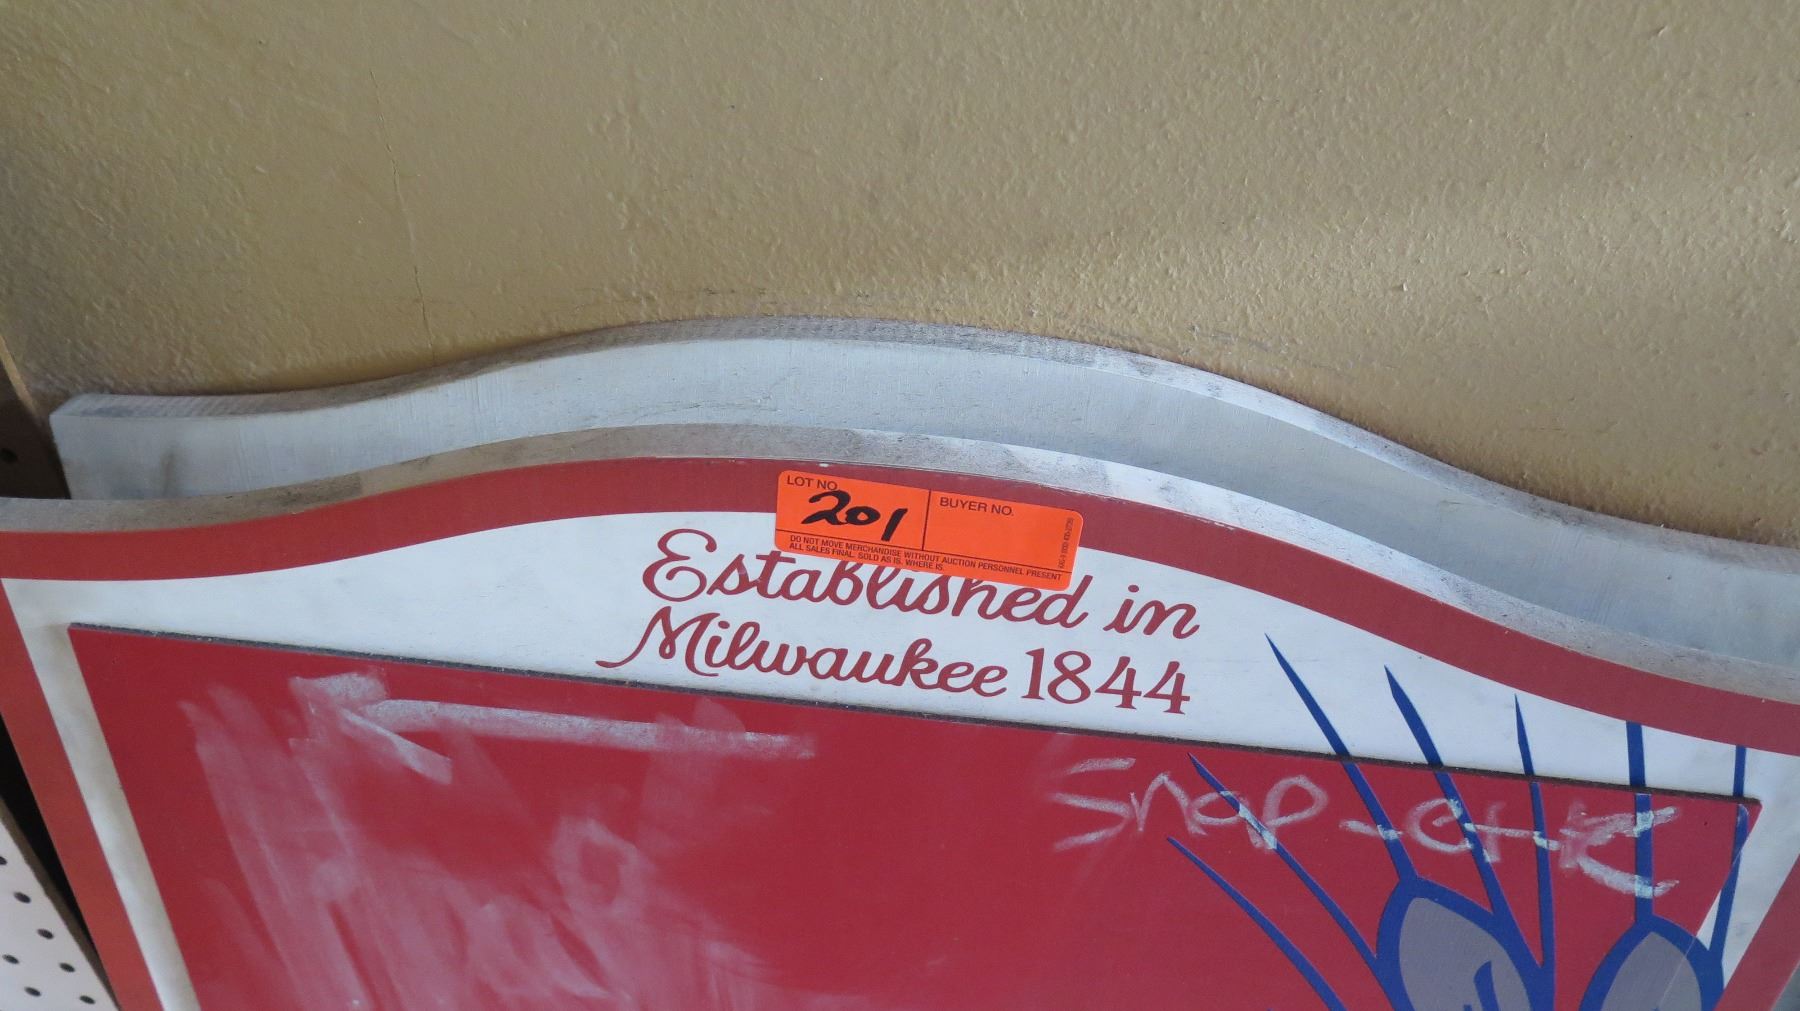 LOT NO.
201
BUYER NO.
DO NOT MOVE MERCHANDISE WITHOUT AUCTION PERSONNEL PRESENT
ALL SALES FINAL. SOLD AS IS, WHERE IS.
Established in
Milwaukee 1844